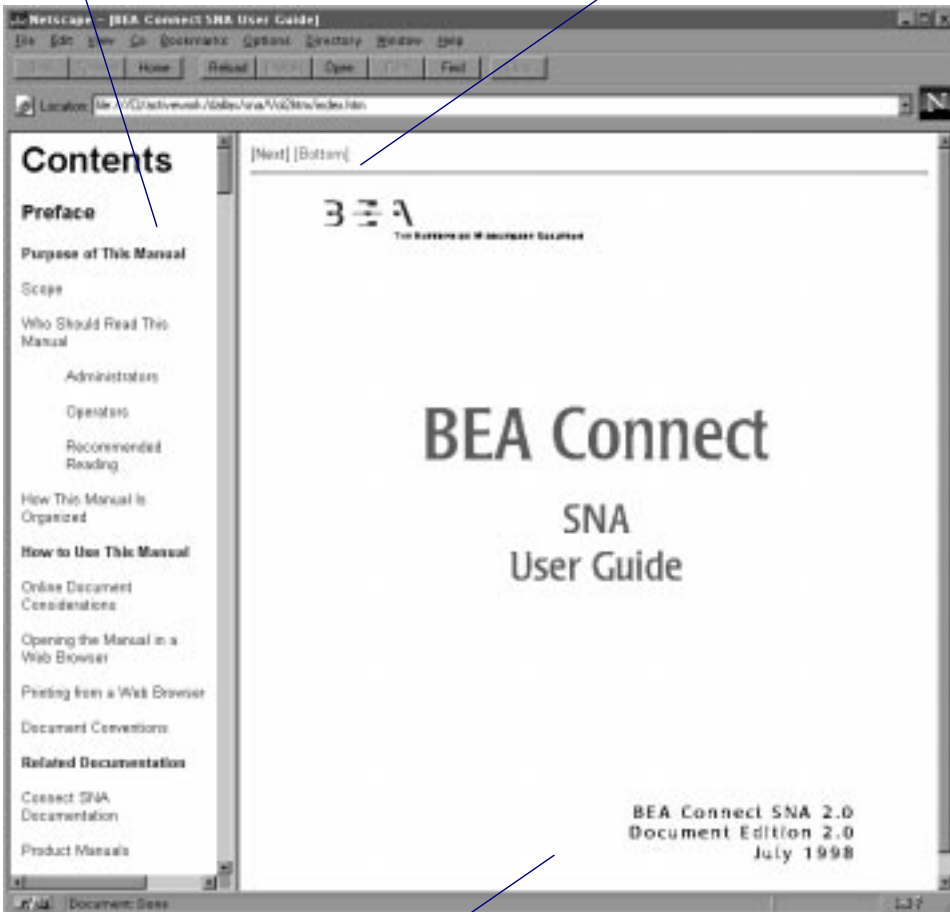 Netscape - [BEA Connect SNA User Guide]
File Edit View Go Bookmarks Options Directory Window Help
Home Reload Open Find
Location:
Contents
Preface
Purpose of This Manual
Scope
Who Should Read This
Manual
Administrators
Operators
Recommended
Reading
How This Manual Is
Organized
How to Use This Manual
Online Document
Considerations
Opening the Manual in a
Web Browser
Printing from a Web Browser
Document Conventions
Related Documentation
Connect SNA
Documentation
Product Manuals
[Next] [Bottom]
BEA
BEA Connect
SNA
User Guide
BEA Connect SNA 2.0
Document Edition 2.0
July 1998
Document: Done